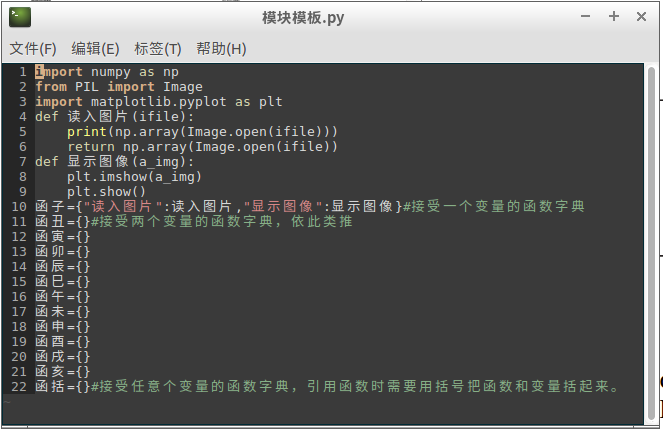 模块模板.py
文件(F) 编辑(E) 标签(T) 帮助(H)
1 import numpy as np
2 from PIL import Image
3 import matplotlib.pyplot as plt
4 def 读入图片(ifile):
5     print(np.array(Image.open(ifile)))
6     return np.array(Image.open(ifile))
7 def 显示图像(a_img):
8     plt.imshow(a_img)
9     plt.show()
10 函子={"读入图片":读入图片,"显示图像":显示图像}#接受一个变量的函数字典
11 函丑={}#接受两个变量的函数字典，依此类推
12 函寅={}
13 函卯={}
14 函辰={}
15 函巳={}
16 函午={}
17 函未={}
18 函申={}
19 函酉={}
20 函戌={}
21 函亥={}
22 函括={}#接受任意个变量的函数字典，引用函数时需要用括号把函数和变量括起来。
~